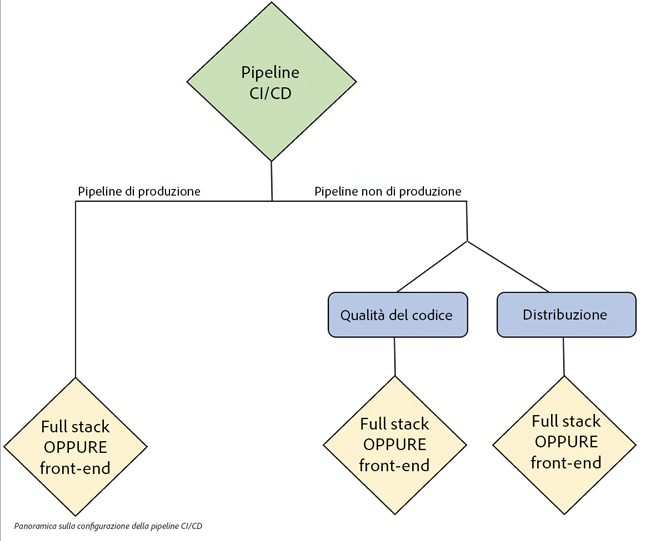 Pipeline
CI/CD
Pipeline di produzione
Pipeline non di produzione
Qualità del codice
Distribuzione
Full stack
OPPURE
front-end
Full stack
OPPURE
front-end
Full stack
OPPURE
front-end
Panoramica sulla configurazione della pipeline CI/CD